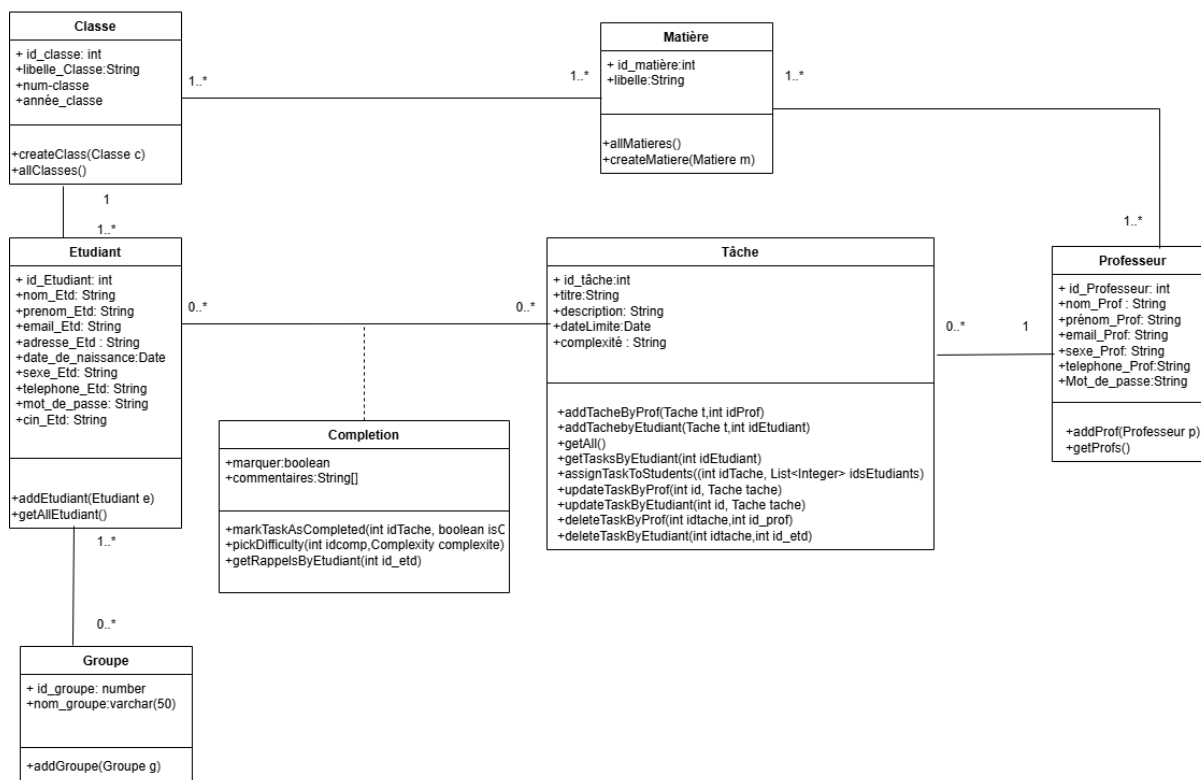 Classe
+ id_classe: int
+libelle_Classe:String
+num-classe
+année_classe
+createClass(Classe c)
+allClasses()
1..*
1..*
Matière
+ id_matière:int
+libelle:String
+allMatieres()
+createMatiere(Matiere m)
1..*
1..*
1
1..*
Etudiant
+ id_Etudiant: int
+nom_Etd: String
+prenom_Etd: String
+email_Etd: String
+adresse_Etd : String
+date_de_naissance:Date
+sexe_Etd: String
+telephone_Etd: String
+mot_de_passe: String
+cin_Etd: String
+addEtudiant(Etudiant e)
+getAllEtudiant()
0..*
0..*
Tâche
+ id_tâche:int
+titre:String
+description: String
+dateLimite:Date
+complexité : String
+addTacheByProf(Tache t,int idProf)
+addTachebyEtudiant(Tache t,int idEtudiant)
+getAll()
+getTasksByEtudiant(int idEtudiant)
+assignTaskToStudents((int idTache, List<Integer> idsEtudiants)
+updateTaskByProf(int id, Tache tache)
+updateTaskByEtudiant(int id, Tache tache)
+deleteTaskByProf(int idtâche,int id_prof)
+deleteTaskByEtudiant(int idtâche,int id_etd)
0..*
1
Professeur
+ id_Professeur: int
+nom_Prof : String
+prénom_Prof: String
+email_Prof: String
+sexe_Prof: String
+telephone_Prof:String
+Mot_de_passe:String
+addProf(Professeur p)
+getProfs()
Completion
+marquer:boolean
+commentaires:String[]
+markTaskAsCompleted(int idTache, boolean isC
+pickDifficulty(int idcomp,Complexity complexite)
+getRappelsByEtudiant(int id_etd)
1..*
0..*
Groupe
+ id_groupe: number
+nom_groupe:varchar(50)
+addGroupe(Groupe g)